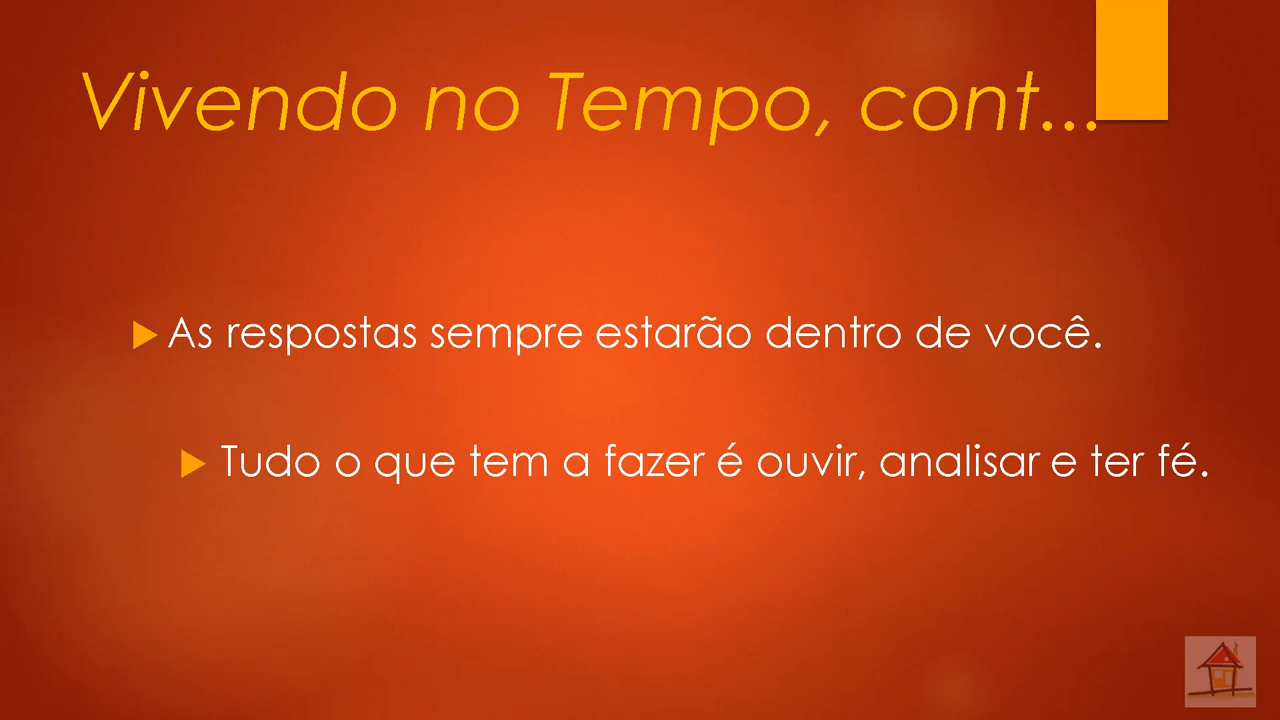 Vivendo no Tempo, cont...
As respostas sempre estarão dentro de você.
Tudo o que tem a fazer é ouvir, analisar e ter fé.